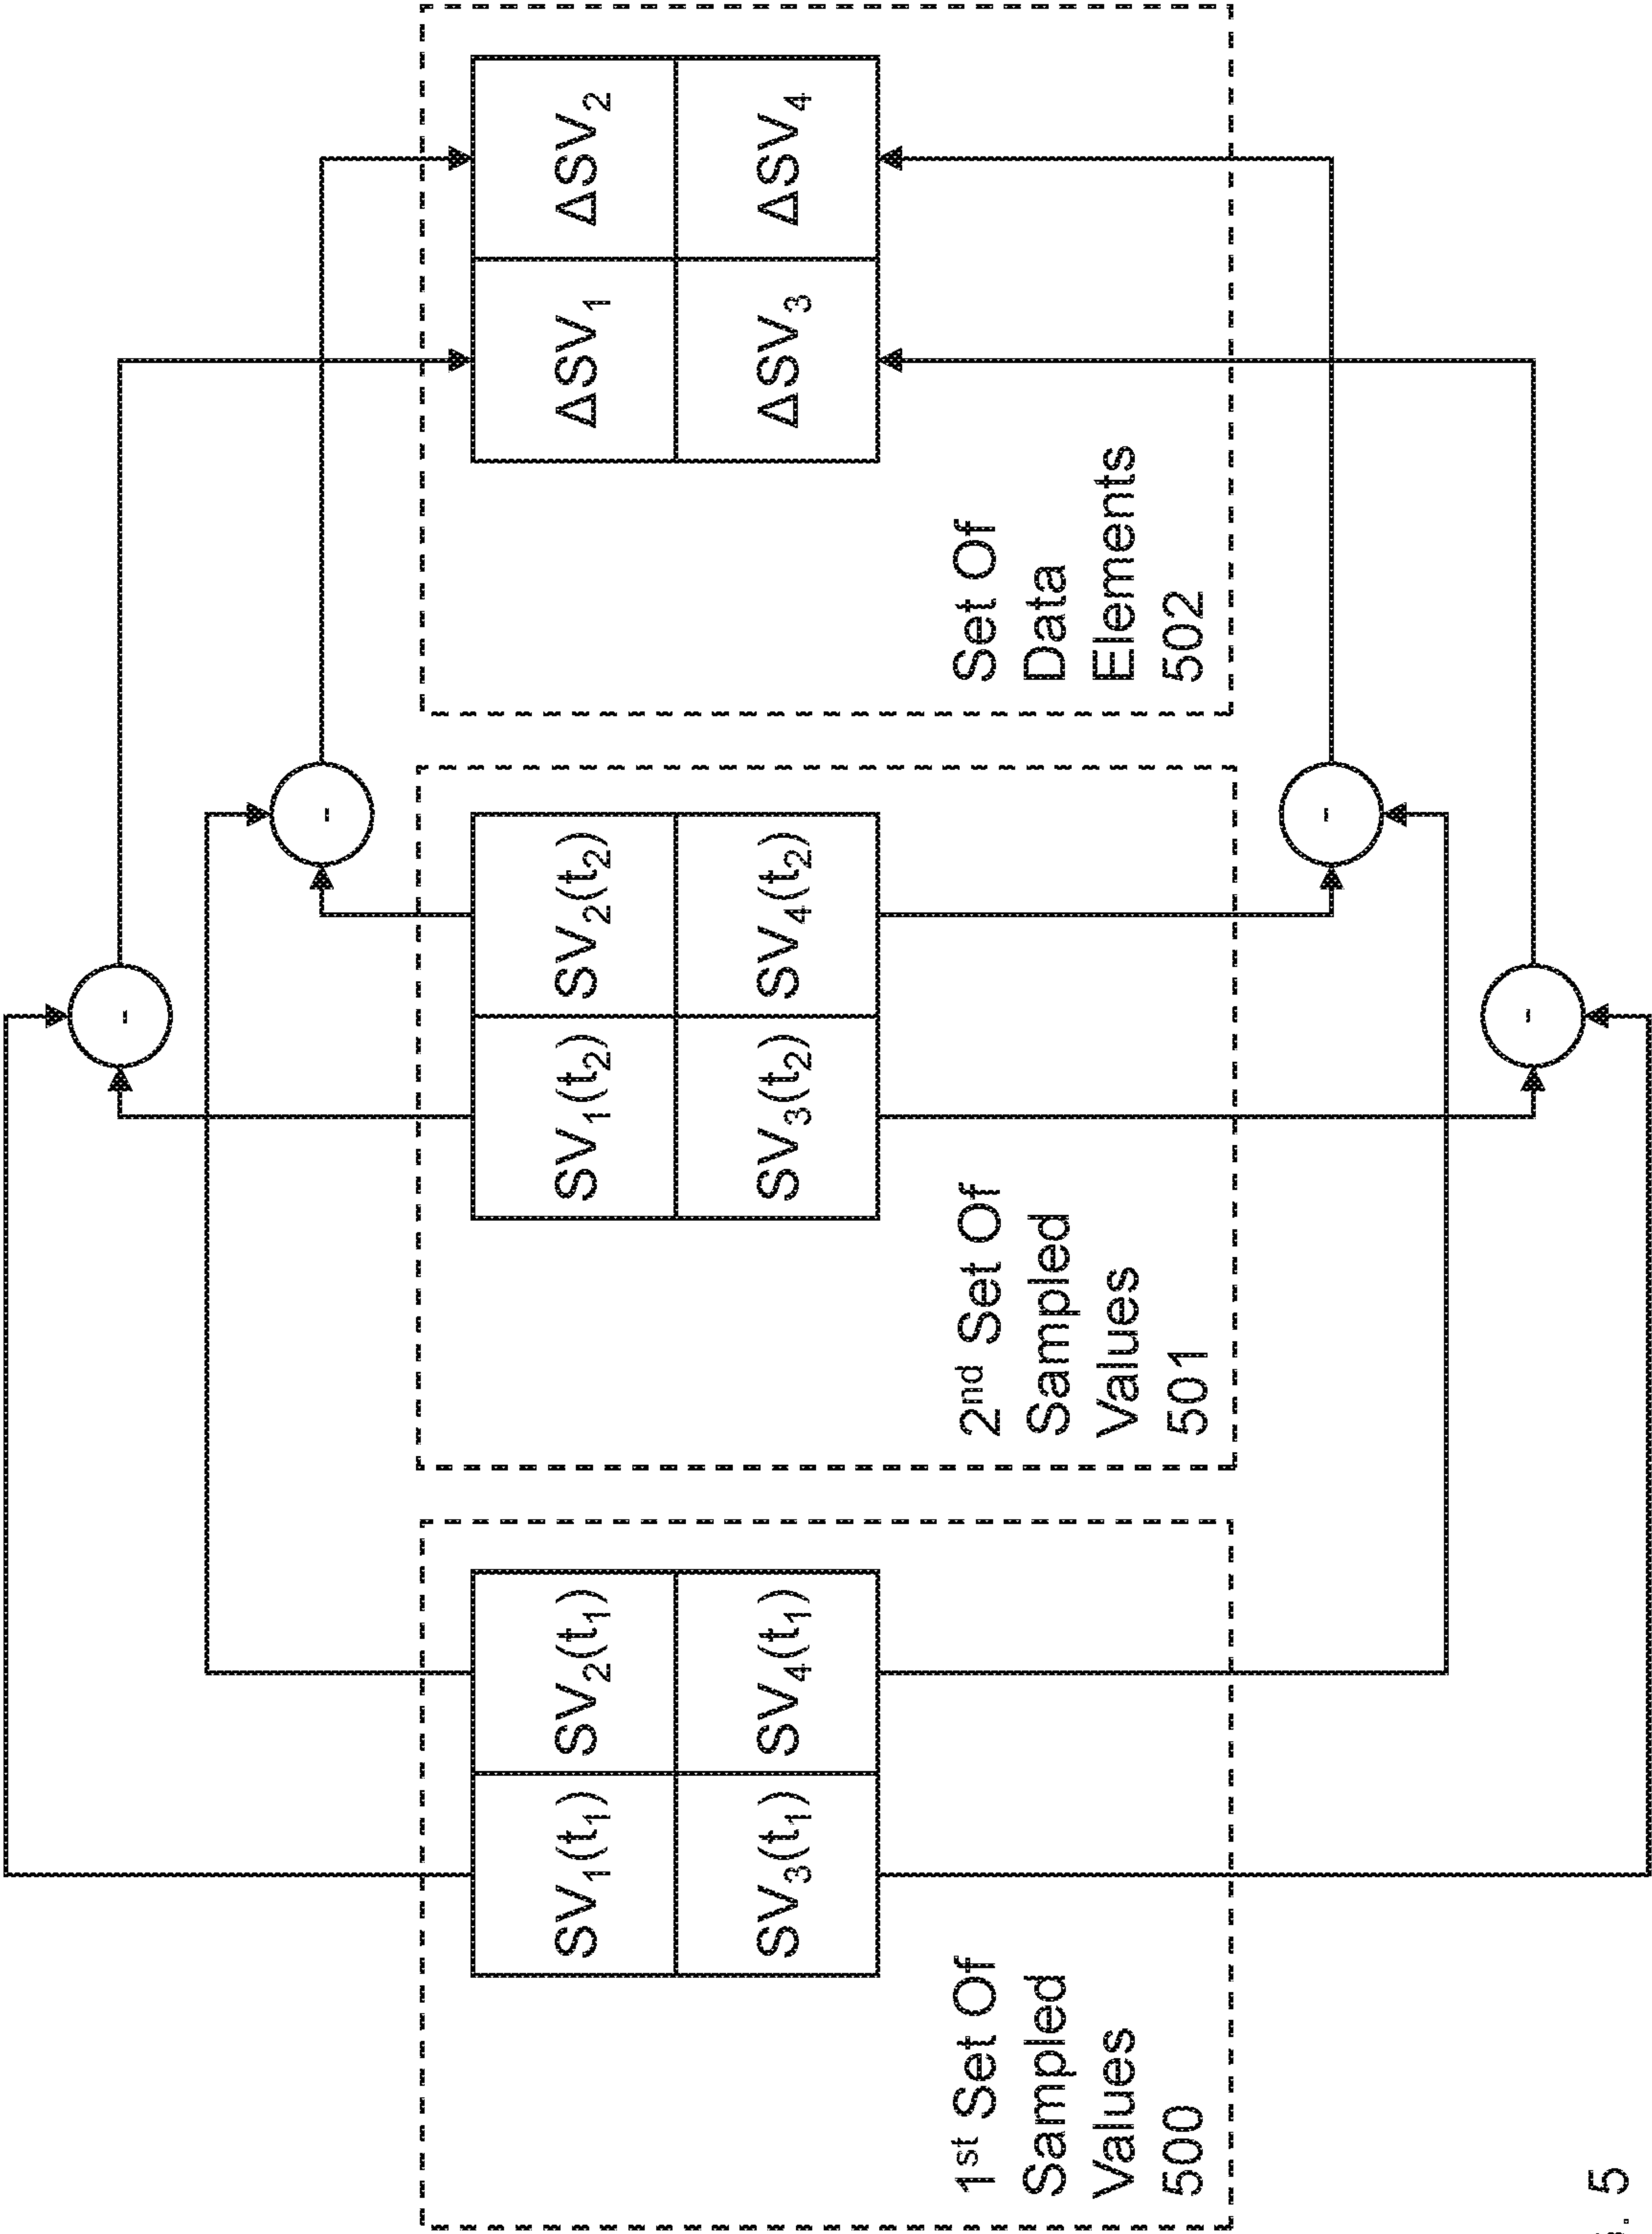 SV₁(t₁) SV₂(t₁)
SV₃(t₁) SV₄(t₁)
1st Set Of
Sampled
Values
500
SV₁(t₂) SV₂(t₂)
SV₃(t₂) SV₄(t₂)
2nd Set Of
Sampled
Values
501
ΔSV₁ ΔSV₂
ΔSV₃ ΔSV₄
Set Of
Data
Elements
502
-
-
-
-
5